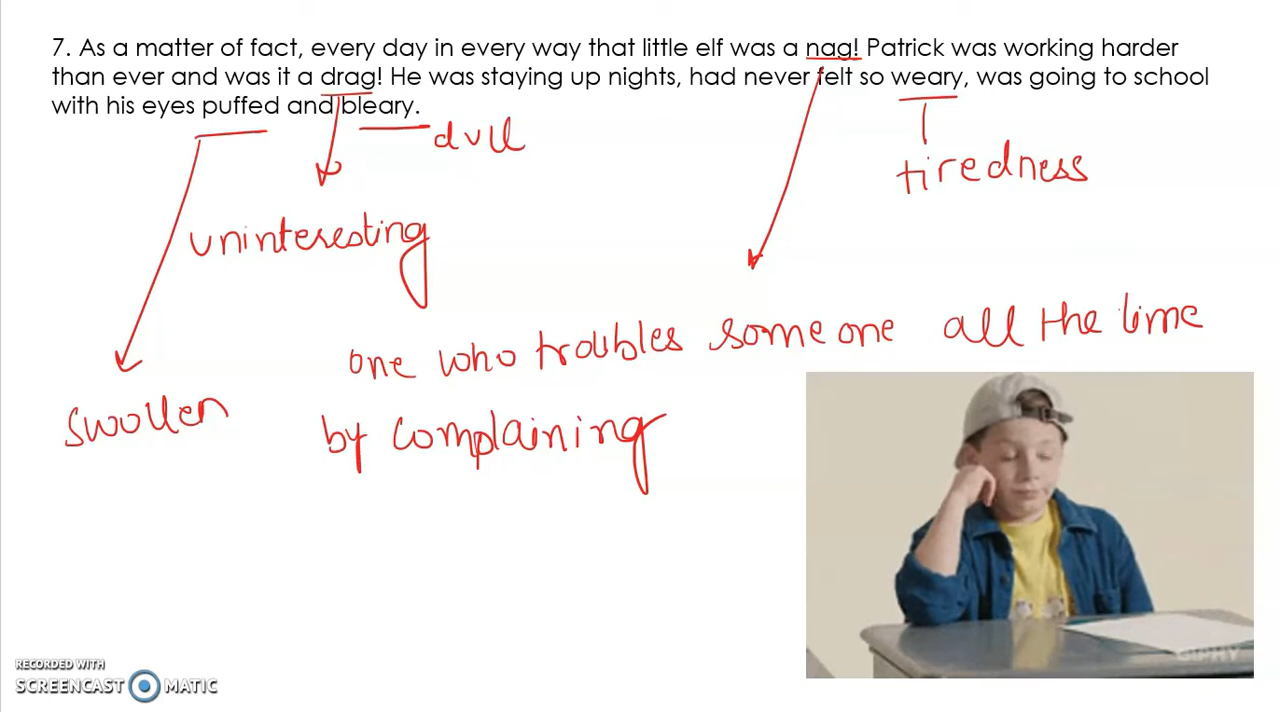 7. As a matter of fact, every day in every way that little elf was a nag! Patrick was working harder
than ever and was it a drag! He was staying up nights, had never felt so weary, was going to school
with his eyes puffed and bleary.
dull
tiredness
uninteresting
one who troubles someone all the time
swollen
by complaining
GIPHY
RECORDED WITH
SCREENCAST MATIC